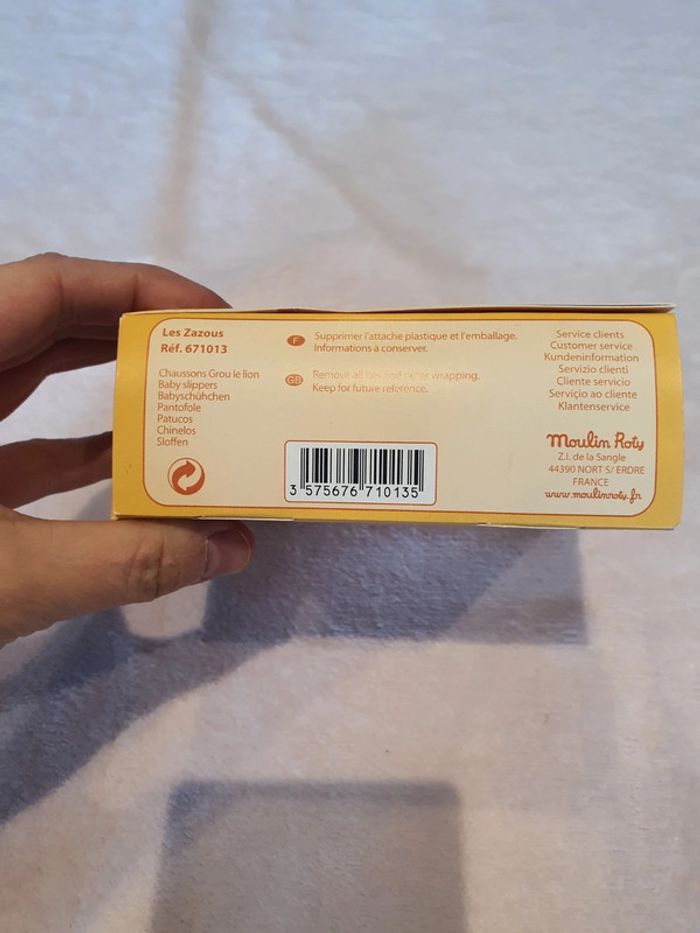 Les Zazous
Réf. 671013
Chaussons Grou le lion
Baby slippers
Babyschühchen
Pantofole
Patucos
Chinelos
Sloffen
F
Supprimer l'attache plastique et l'emballage.
Informations à conserver.
GB
Remove all ties and outer wrapping.
Keep for future reference.
3 575676 710135
Service clients
Customer service
Kundeninformation
Servizio clienti
Cliente servicio
Serviçio ao cliente
Klantenservice
Moulin Roty
Z.I. de la Sangle
44390 NORT S/ ERDRE
FRANCE
www.moulinroty.fr